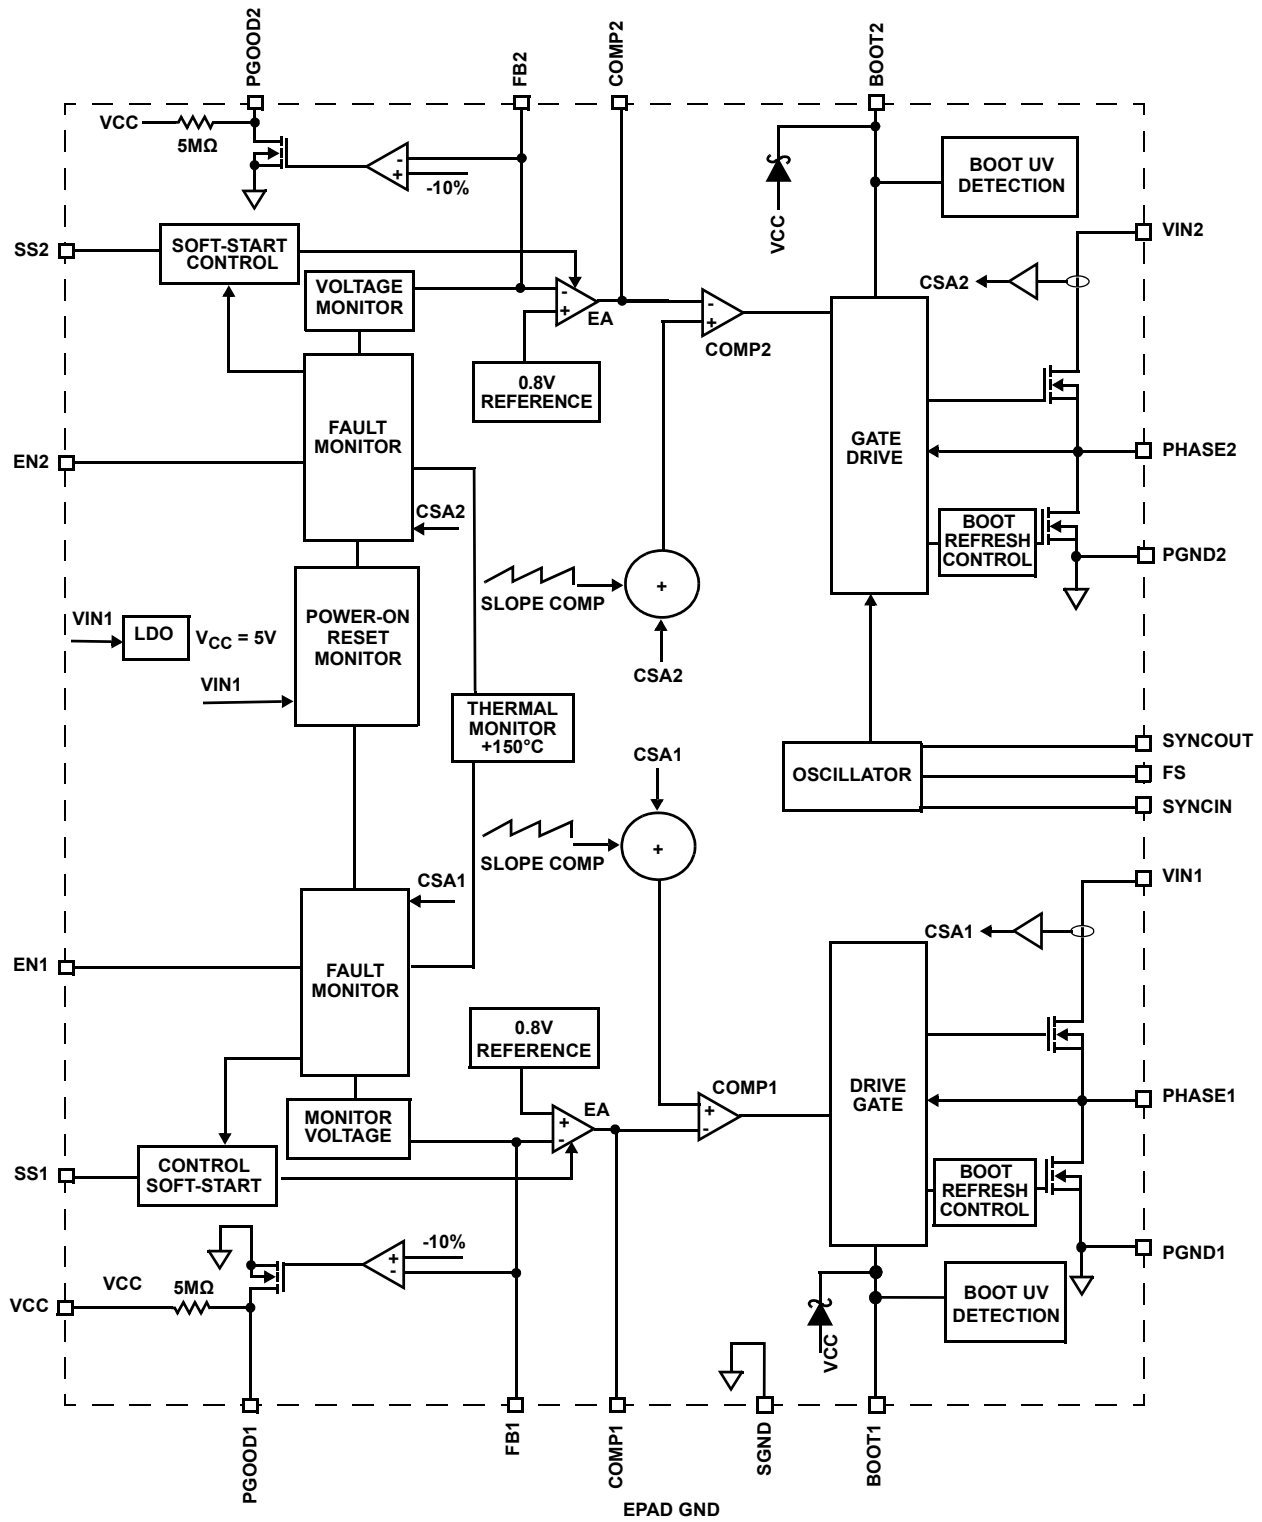 PGOOD2
FB2
COMP2
BOOT2
VCC
5MΩ
-
+
-10%
VCC
BOOT UV
DETECTION
SS2
SOFT-START
CONTROL
VOLTAGE
MONITOR
-
+
EA
-
+
COMP2
CSA2
VIN2
0.8V
REFERENCE
FAULT
MONITOR
GATE
DRIVE
EN2
PHASE2
CSA2
BOOT
REFRESH
CONTROL
PGND2
SLOPE COMP
+
CSA2
VIN1
LDO
VCC = 5V
POWER-ON
RESET
MONITOR
VIN1
THERMAL
MONITOR
+150°C
OSCILLATOR
SYNCOUT
FS
SYNCIN
CSA1
SLOPE COMP
+
CSA1
VIN1
CSA1
EN1
FAULT
MONITOR
0.8V
REFERENCE
DRIVE
GATE
COMP1
+
-
EA
+
-
PHASE1
MONITOR
VOLTAGE
SS1
CONTROL
SOFT-START
BOOT
REFRESH
CONTROL
-10%
+
-
PGND1
VCC
VCC
5MΩ
VCC
BOOT UV
DETECTION
PGOOD1
FB1
COMP1
SGND
BOOT1
EPAD GND